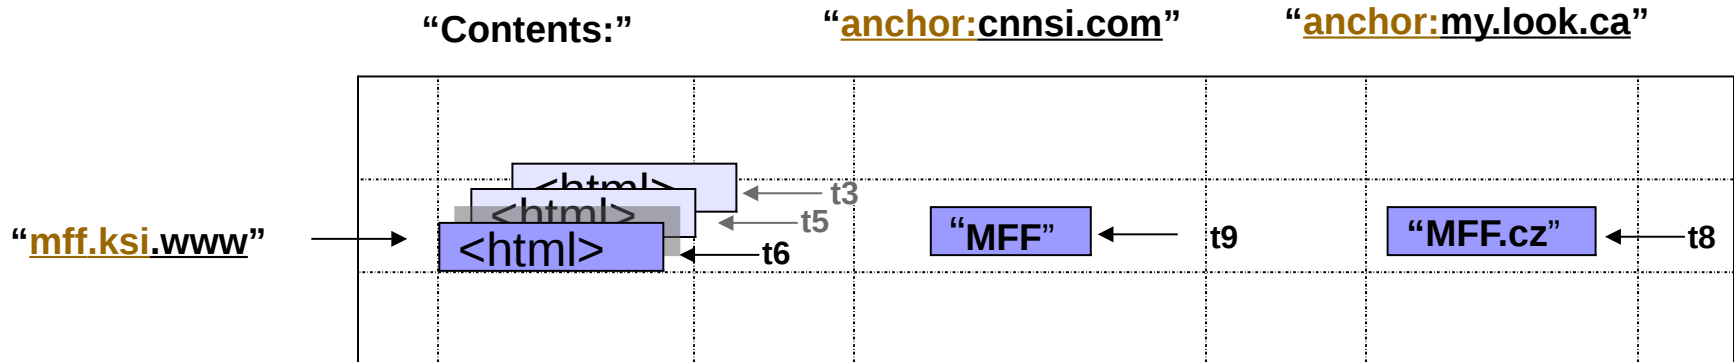 “Contents:”
“anchor:cnnsi.com”
“anchor:my.look.ca”
<html>
t3
<html>
t5
“mff.ksi.www”
<html>
t6
“MFF”
t9
“MFF.cz”
t8